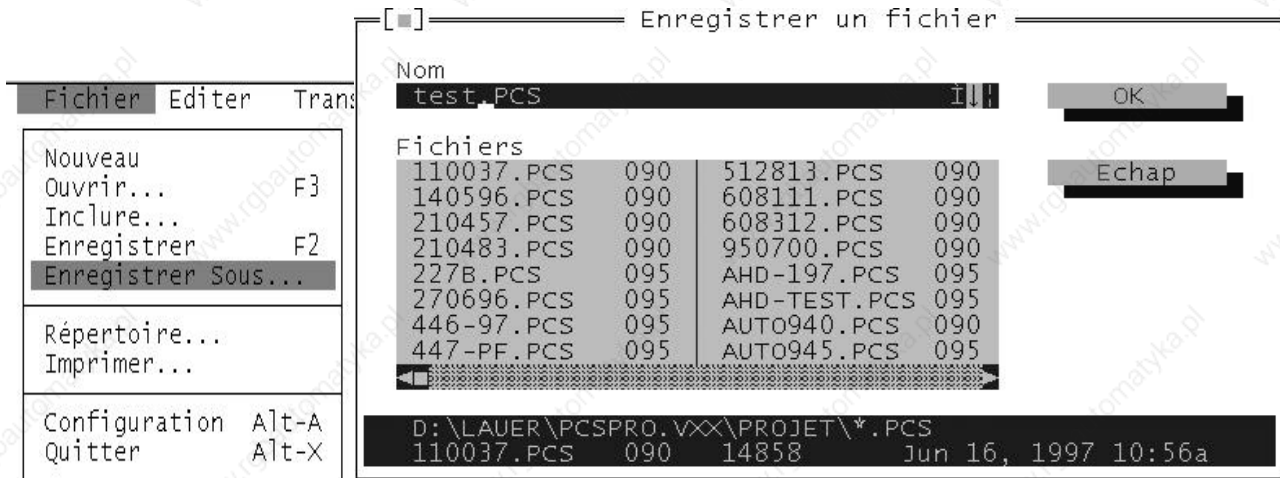 Fichier Editer Trans
Nouveau
Ouvrir... F3
Inclure...
Enregistrer F2
Enregistrer Sous...
Répertoire...
Imprimer...
Configuration Alt-A
Quitter Alt-X
Enregistrer un fichier
Nom
test.PCS
OK
Fichiers
Echap
110037.PCS 090 512813.PCS 090
140596.PCS 090 608111.PCS 090
210457.PCS 090 608312.PCS 090
210483.PCS 090 950700.PCS 090
227B.PCS 095 AHD-197.PCS 095
270696.PCS 095 AHD-TEST.PCS 095
446-97.PCS 095 AUTO940.PCS 090
447-PF.PCS 095 AUTO945.PCS 095
D:\LAUER\PCSPRO.VXX\PROJET\*.PCS
110037.PCS 090 14858 Jun 16, 1997 10:56a
www.rgbautomatyka.pl